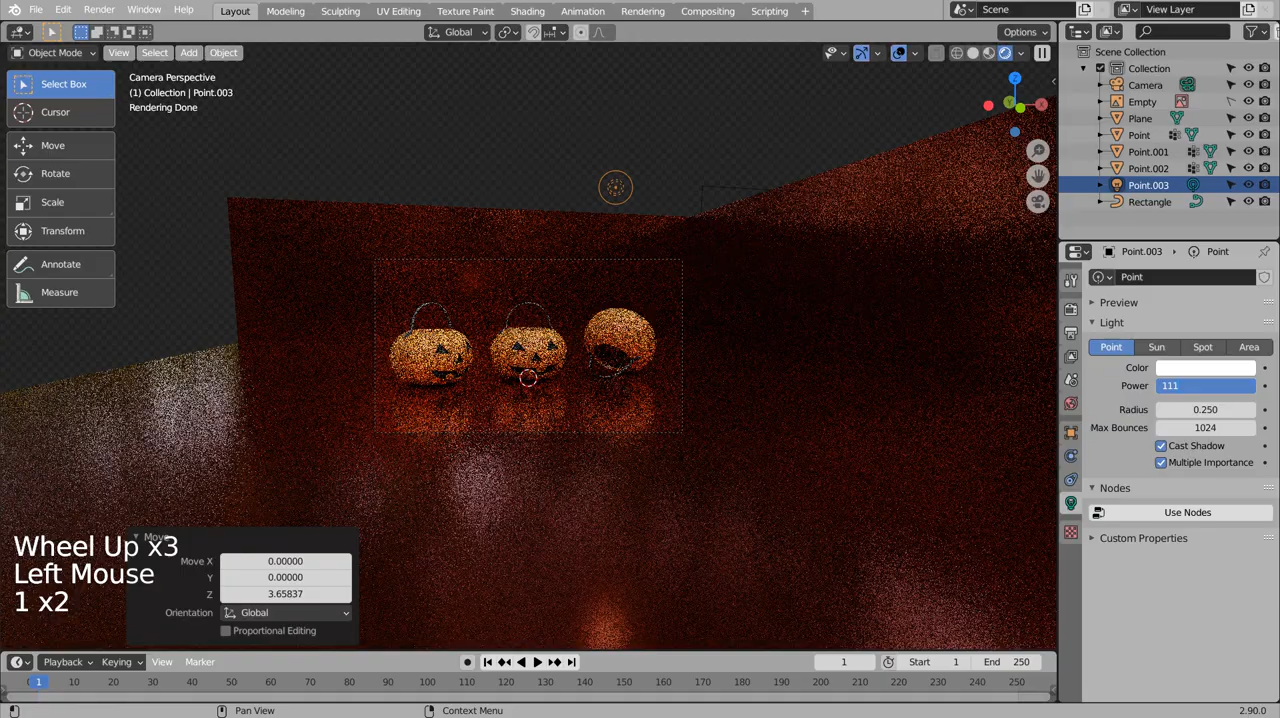 File Edit Render Window Help
Layout Modeling Sculpting UV Editing Texture Paint Shading Animation Rendering Compositing Scripting +
Scene
View Layer
Global
Options
Object Mode View Select Add Object
Select Box
Cursor
Move
Rotate
Scale
Transform
Annotate
Measure
Camera Perspective
(1) Collection | Point.003
Rendering Done
Z
X
Y
Wheel Up x3
Left Mouse
1 x2
Move
Move X 0.00000
Y 0.00000
Z 3.65837
Orientation Global
Proportional Editing
Scene Collection
Collection
Camera
Empty
Plane
Point
Point.001
Point.002
Point.003
Rectangle
Point.003 Point
Point
Preview
Light
Point Sun Spot Area
Color
Power 111
Radius 0.250
Max Bounces 1024
Cast Shadow
Multiple Importance
Nodes
Use Nodes
Custom Properties
Playback Keying View Marker
1
Start 1
End 250
1 10 20 30 40 50 60 70 80 90 100 110 120 130 140 150 160 170 180 190 200 210 220 230 240 250
Pan View
Context Menu
2.90.0